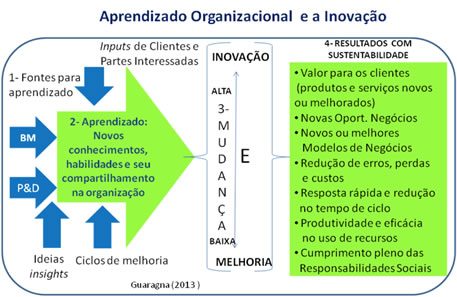 Aprendizado Organizacional e a Inovação
Inputs de Clientes e
Partes Interessadas
1- Fontes para
aprendizado
BM
P&D
2- Aprendizado:
Novos
conhecimentos,
habilidades e seu
compartilhamento
na organização
Ideias
insights
Ciclos de melhoria
Guaragna (2013 )
INOVAÇÃO
ALTA
3-
M
U
D
A
N
Ç
A
BAIXA
E
MELHORIA
4- RESULTADOS COM
SUSTENTABILIDADE
• Valor para os clientes
(produtos e serviços novos
ou melhorados)
• Novas Oport. Negócios
• Novos ou melhores
Modelos de Negócios
• Redução de erros, perdas
e custos
• Resposta rápida e redução
no tempo de ciclo
• Produtividade e eficácia
no uso de recursos
• Cumprimento pleno das
Responsabilidades Sociais